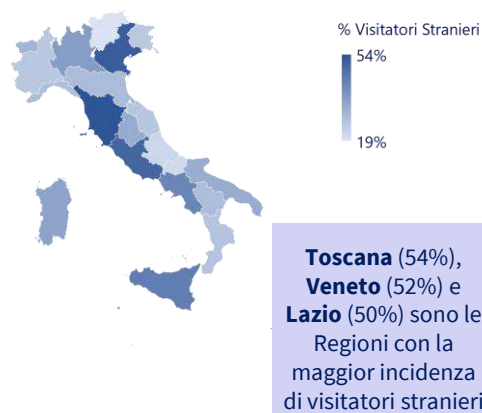 % Visitatori Stranieri
54%
19%
Toscana (54%),
Veneto (52%) e
Lazio (50%) sono le
Regioni con la
maggior incidenza
di visitatori stranieri